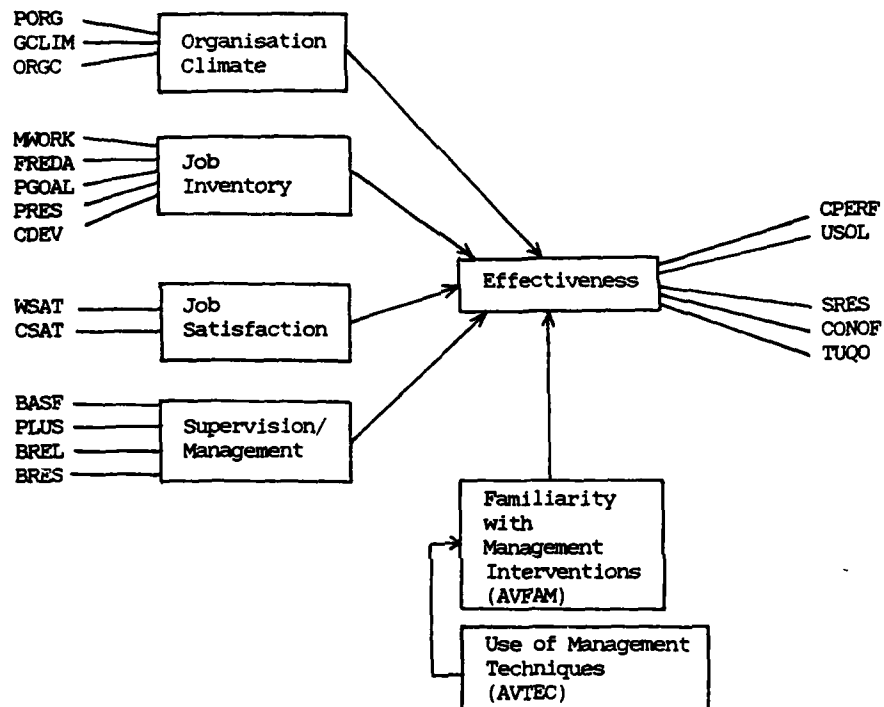 PORG
GCLIM
ORGC
Organisation
Climate
MWORK
FREDA
PGOAL
PRES
CDEV
Job
Inventory
WSAT
CSAT
Job
Satisfaction
BASF
PLUS
BREL
BRES
Supervision/
Management
Effectiveness
CPERF
USOL
SRES
CONOF
TUQO
Familiarity
with
Management
Interventions
(AVFAM)
Use of Management
Techniques
(AVTEC)